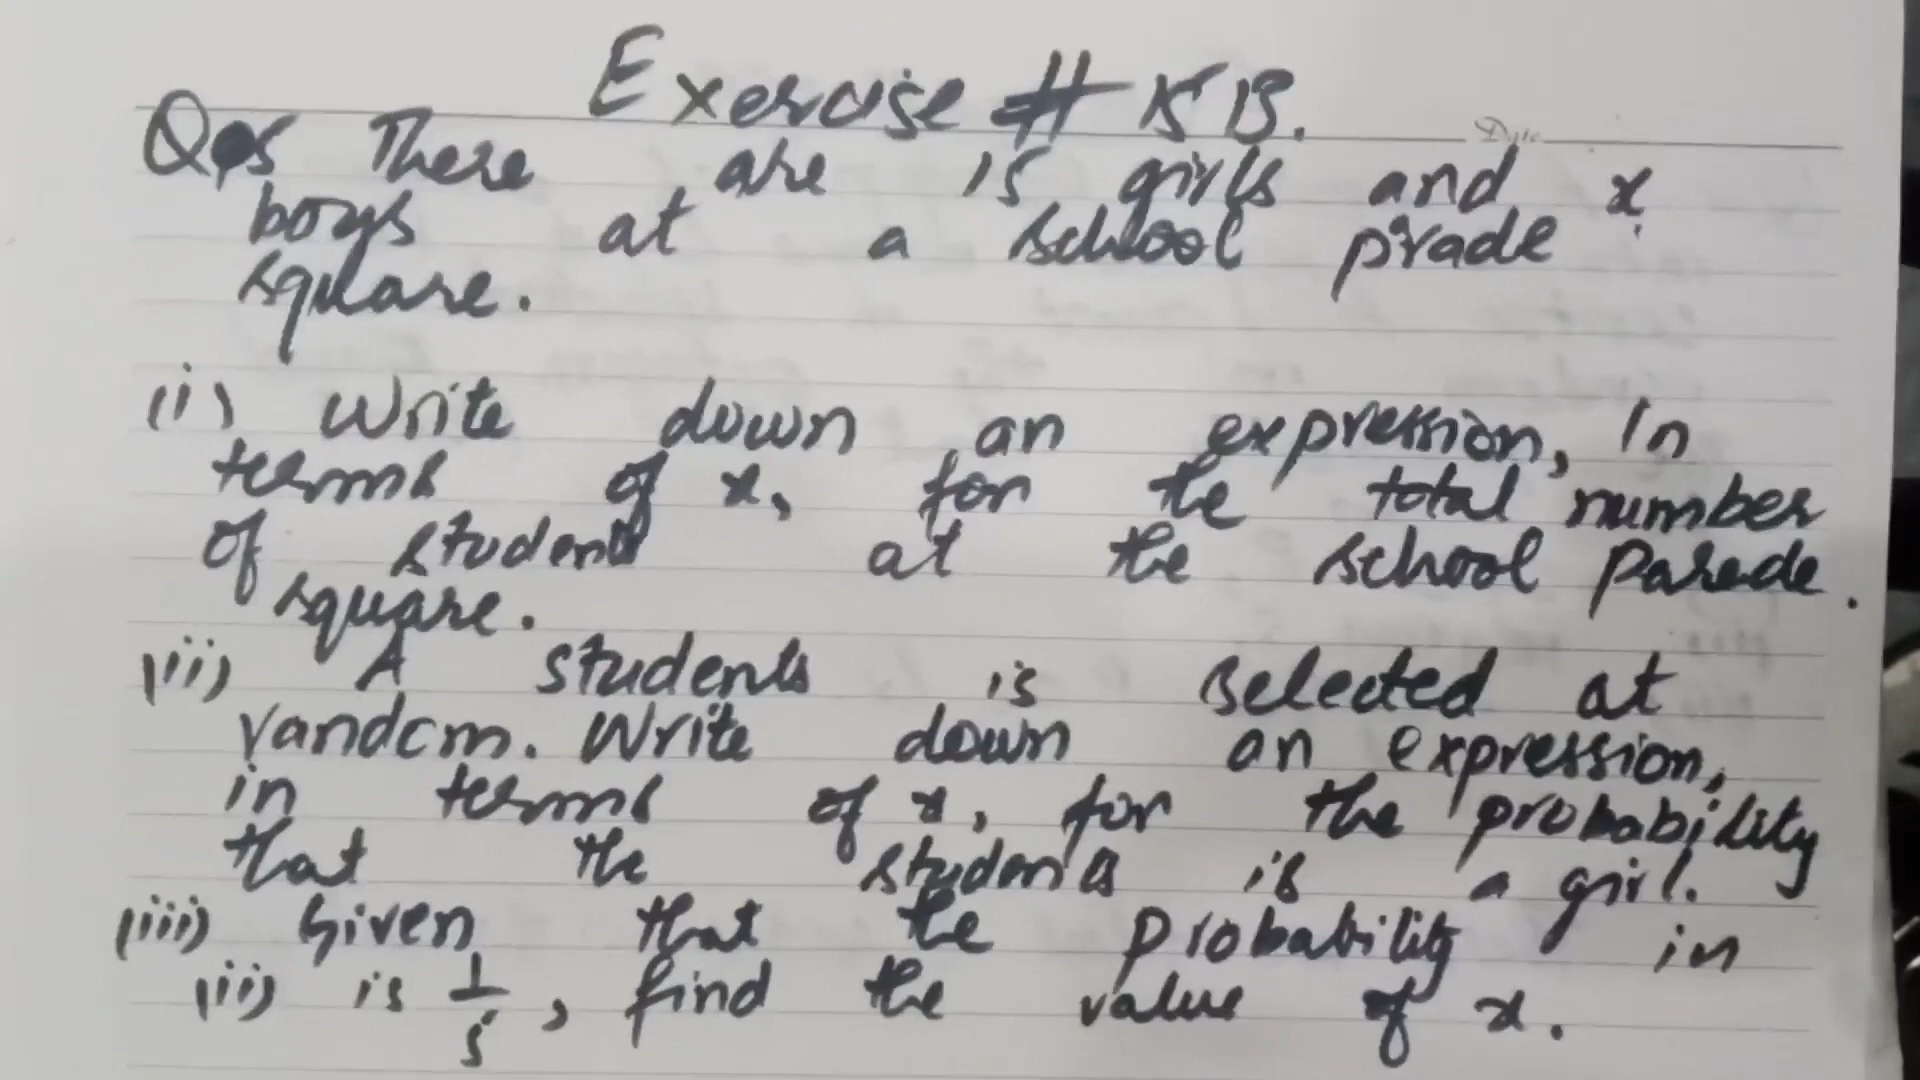 Exercise # 15 B.
Q5 There are 15 girls and x
boys at a school prade
square.
(i) Write down an expression, In
terms of x, for the total number
of students at the school Parade.
square.
(ii) A students is selected at
random. Write down an expression,
in terms of x, for the probability
that the students is a girl.
(iii) Given that the probability in
(ii) is 1/5, find the value of x.